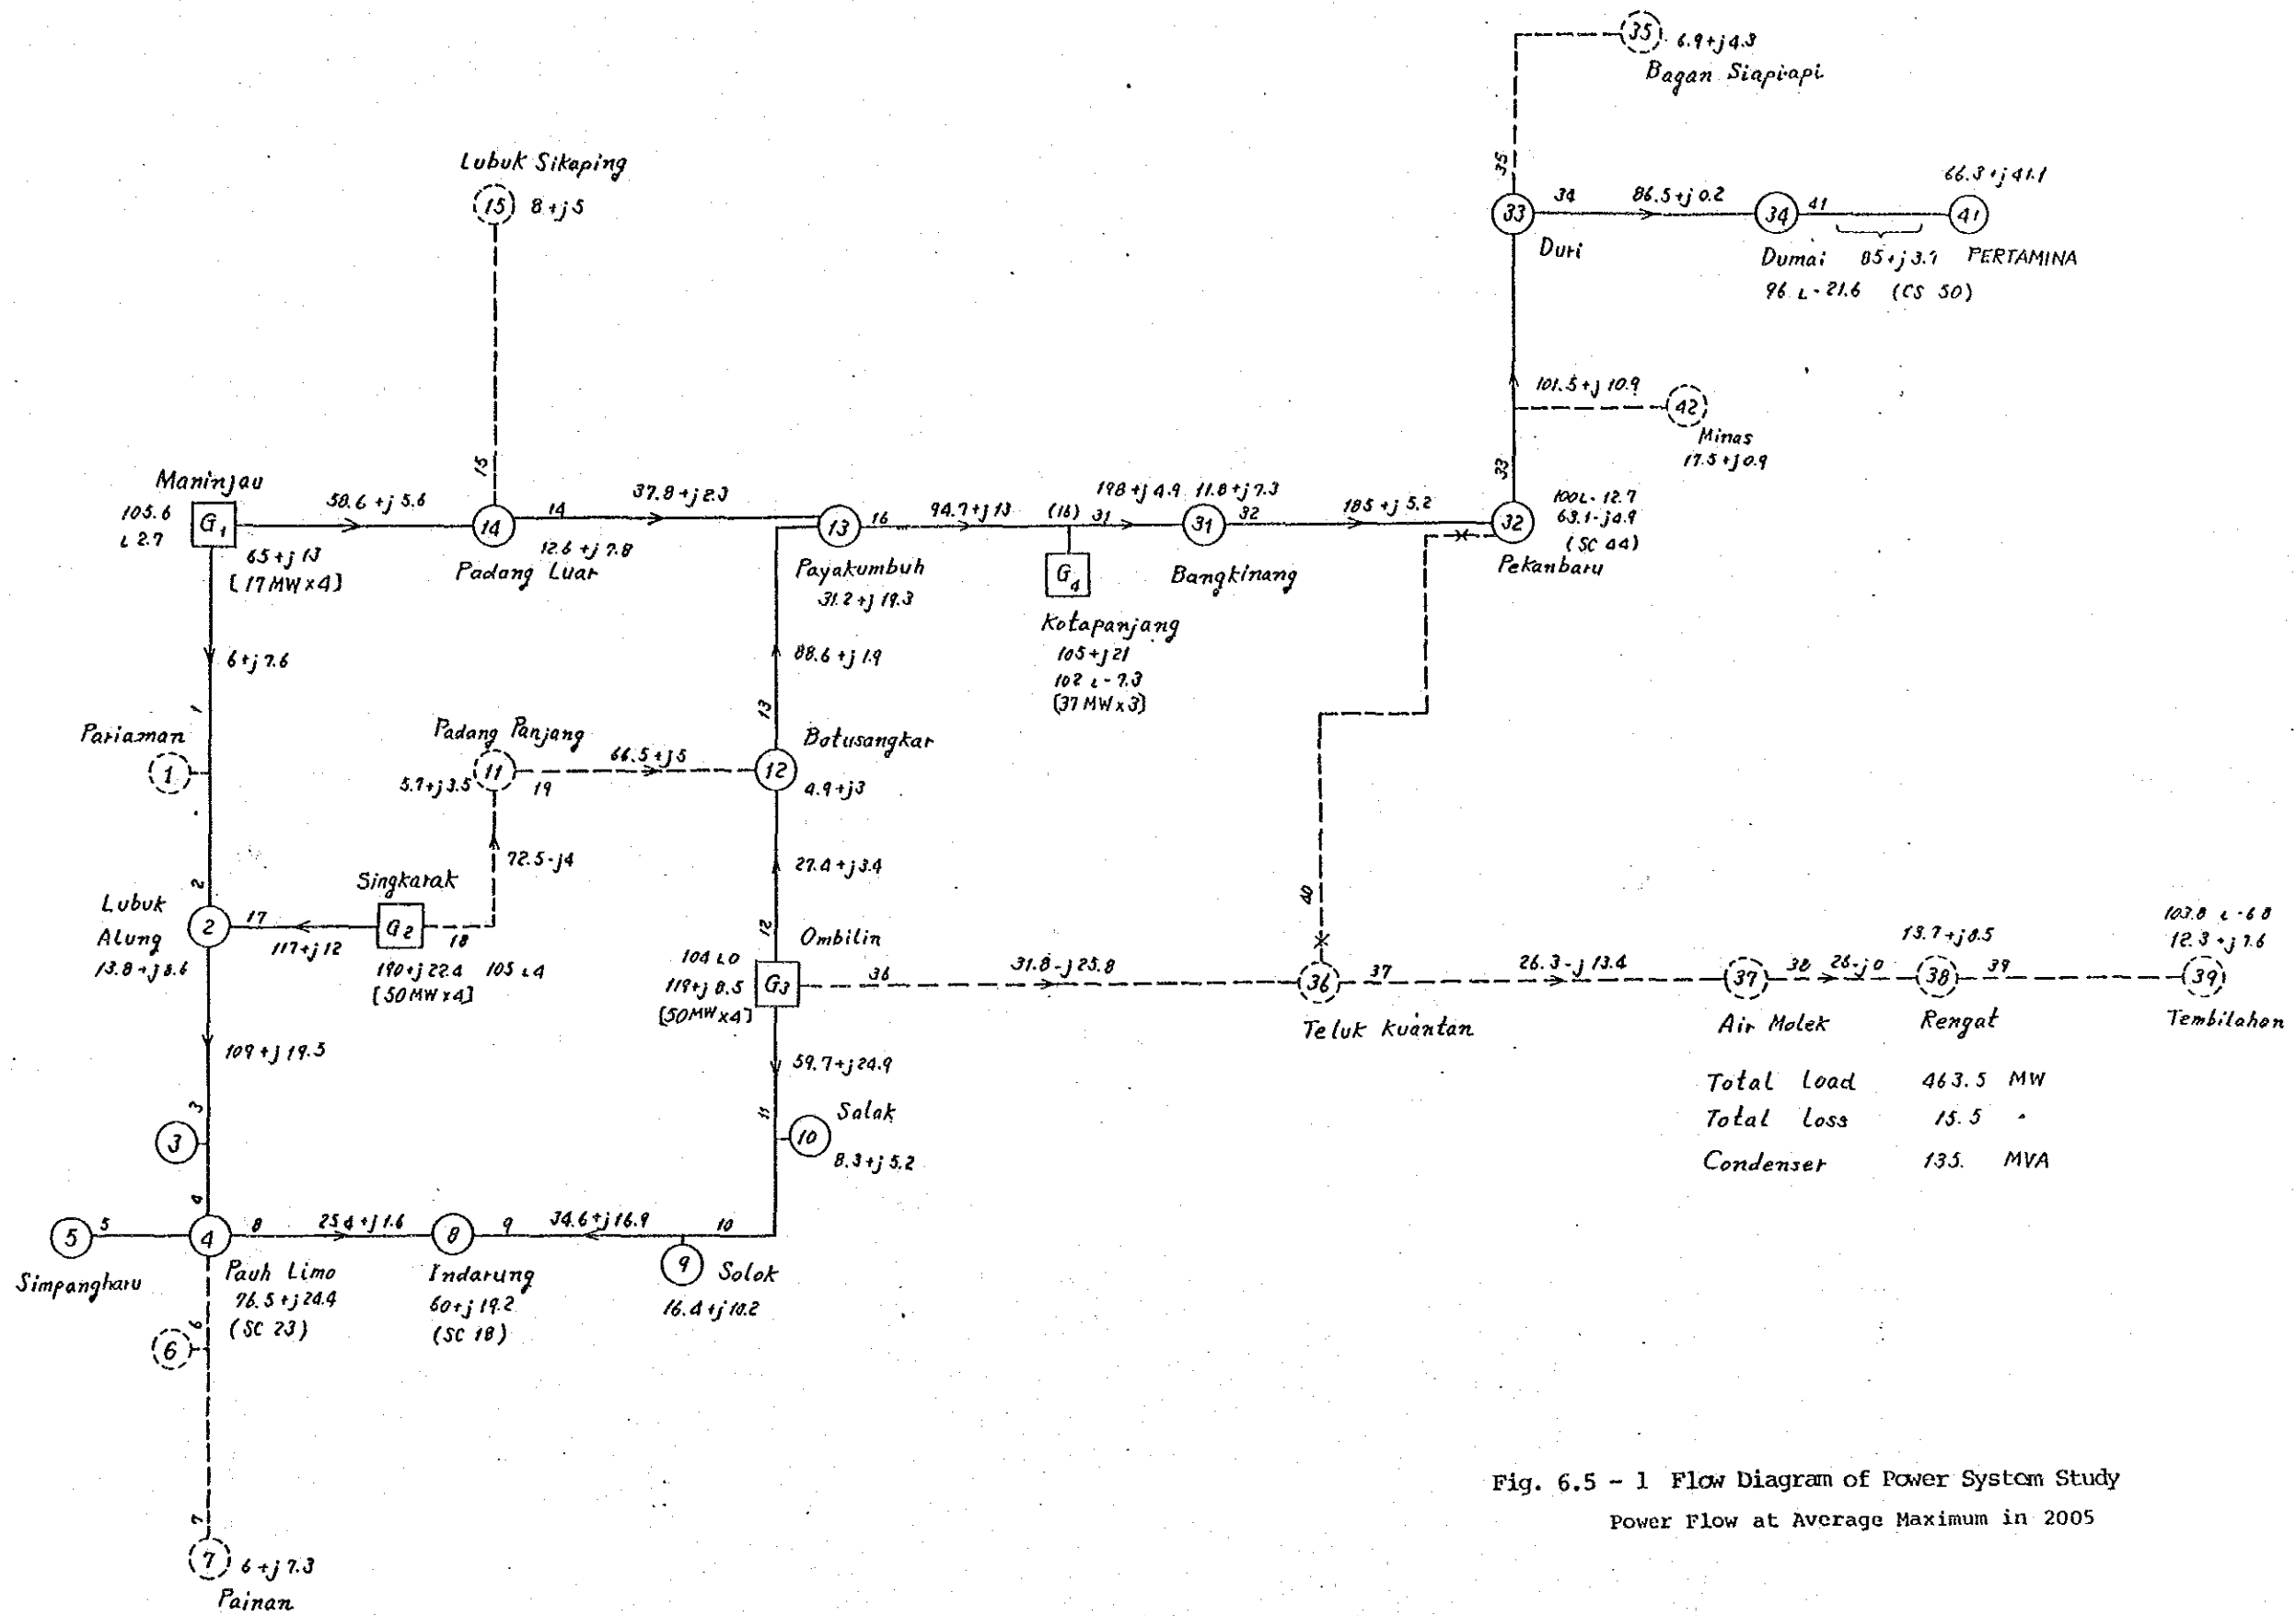 35
6.9+j4.3
Bagan Siapiapi
Lubuk Sikaping
15
8+j5
35
33
Duri
34
86.5+j0.2
34
41
41
66.3+j41.1
Dumai
85+j3.9
PERTAMINA
96∠-21.6 (CS 50)
101.5+j10.9
42
Minas
17.5+j0.9
33
15
Maninjau
105.6
∠2.7
G1
65+j13
[17MW×4]
58.6+j5.6
14
14
37.8+j2.3
12.6+j7.8
Padang Luar
13
Payakumbuh
31.2+j19.3
16
94.7+j13
(16)
31
198+j4.9
11.8+j7.3
31
32
Bangkinang
185+j5.2
32
100∠-12.7
63.1-j4.9
(SC 44)
Pekanbaru
G4
Kotapanjang
105+j21
102∠-7.3
(37MW×3)
6+j7.6
1
Pariaman
1
88.6+j1.9
13
Padang Panjang
11
5.7+j3.5
19
66.5+j5
12
Batusangkar
4.9+j3
72.5-j4
27.4+j3.4
2
Lubuk
Alung
2
13.8+j8.6
17
117+j12
Singkarak
G2
18
190+j22.4 105∠4
[50MW×4]
12
Ombilin
104∠0
119+j8.5
G3
[50MW×4]
36
31.8-j25.8
40
36
Teluk Kuantan
37
26.3-j13.4
37
Air Molek
38
26-j0
13.7+j8.5
38
Rengat
39
103.8∠-6.8
12.3+j7.6
39
Tembilahan
109+j19.5
59.7+j24.9
3
3
11
Salak
10
8.3+j5.2
Total Load 463.5 MW
Total Loss 15.5 "
Condenser 135. MVA
4
5
5
4
8
25.4+j1.6
8
9
34.6+j16.9
10
9
Solok
16.4+j10.2
Simpangharu
Pauh Limo
76.5+j24.4
(SC 23)
Indarung
60+j19.2
(SC 18)
6
6
7
7
6+j7.3
Painan
Fig. 6.5 - 1 Flow Diagram of Power System Study
Power Flow at Average Maximum in 2005